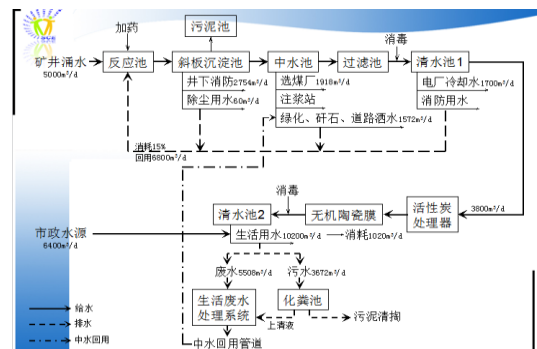 加药
污泥池
消毒
矿井涌水
5000m³/d
反应池
斜板沉淀池
中水池
过滤池
清水池1
井下消防2754m³/d
除尘用水60m³/d
选煤厂1918m³/d
注浆站
绿化、矸石、道路洒水1572m³/d
电厂冷却水1700m³/d
消防用水
消耗15%
回用6800m³/d
消毒
3800m³/d
清水池2
无机陶瓷膜
活性炭
处理器
市政水源
6400m³/d
生活用水10200m³/d
消耗1020m³/d
废水5508m³/d
污水3672m³/d
生活废水
处理系统
化粪池
上清液
污泥清掏
中水回用管道
给水
排水
中水回用